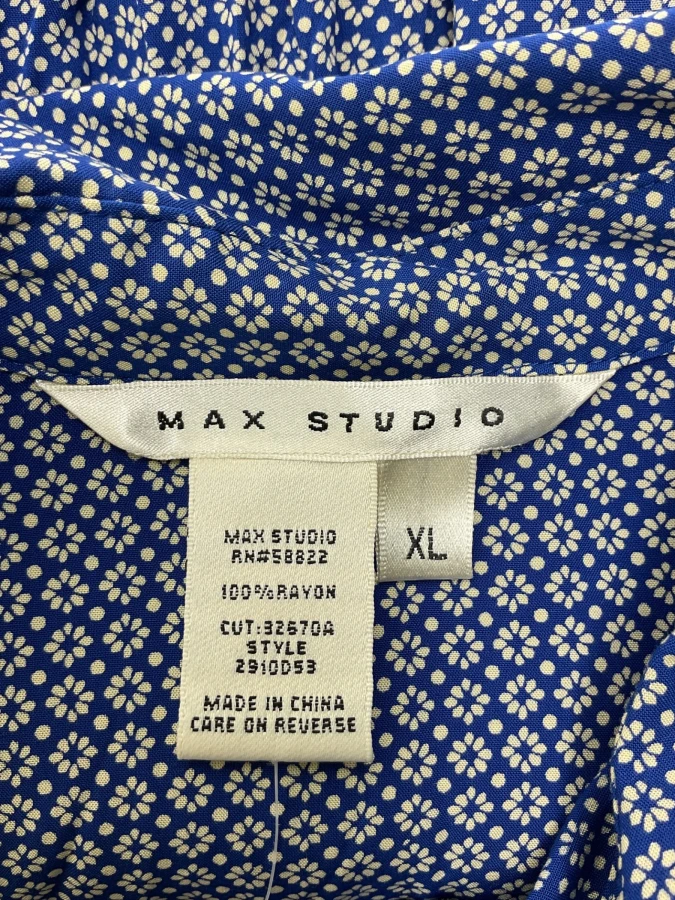 MAX STUDIO
XL
MAX STUDIO
RN#58822
100%RAYON
CUT:32670A
STYLE
2910D53
MADE IN CHINA
CARE ON REVERSE